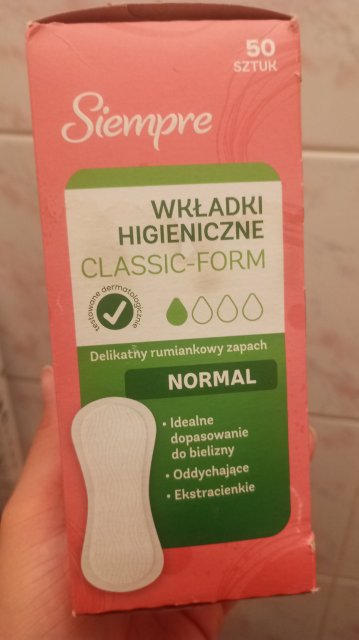 50
SZTUK
Siempre
WKŁADKI
HIGIENICZNE
CLASSIC-FORM
testowane dermatologicznie
Delikatny rumiankowy zapach
NORMAL
• Idealne
dopasowanie
do bielizny
• Oddychające
• Ekstracienkie